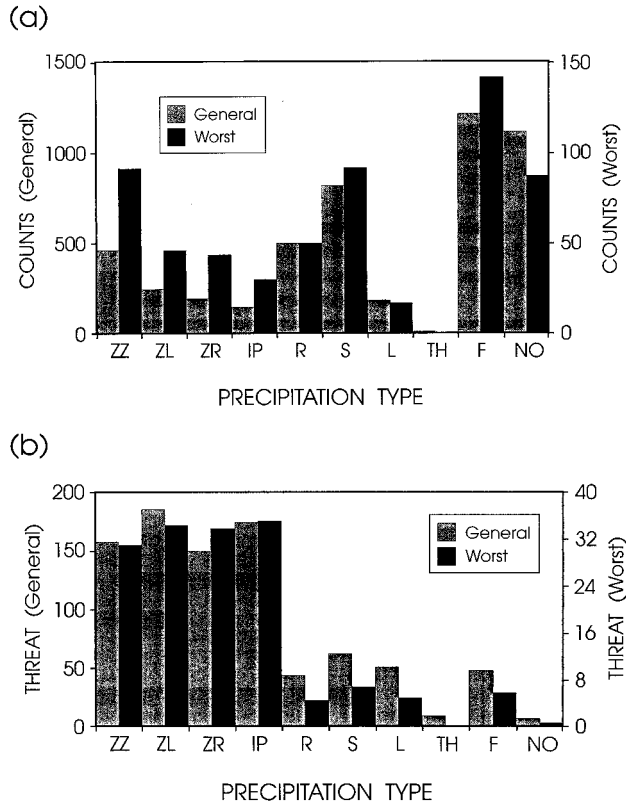 (a)
1500
1000
500
0
COUNTS (General)
General
Worst
150
100
50
0
COUNTS (Worst)
ZZ ZL ZR IP R S L TH F NO
PRECIPITATION TYPE
(b)
200
150
100
50
0
THREAT (General)
General
Worst
40
32
24
16
8
0
THREAT (Worst)
ZZ ZL ZR IP R S L TH F NO
PRECIPITATION TYPE